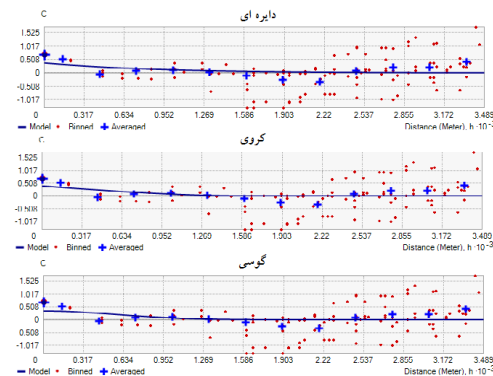 دایره ای
C
1.525
1.017
0.508
0
-0.508
-1.017
0 0.317 0.634 0.952 1.269 1.586 1.903 2.22 2.537 2.855 3.172 3.485
Model Binned Averaged Distance (Meter), h ·10⁻³
کروی
C
1.525
1.017
0.508
0
-0.508
-1.017
0 0.317 0.634 0.952 1.269 1.586 1.903 2.22 2.537 2.855 3.172 3.489
Model Binned Averaged Distance (Meter), h ·10⁻³
گوسی
C
1.525
1.017
0.508
0
0.508
-1.017
0 0.317 0.634 0.952 1.269 1.586 1.903 2.22 2.537 2.855 3.172 3.489
Model Binned Averaged Distance (Meter), h ·10⁻³